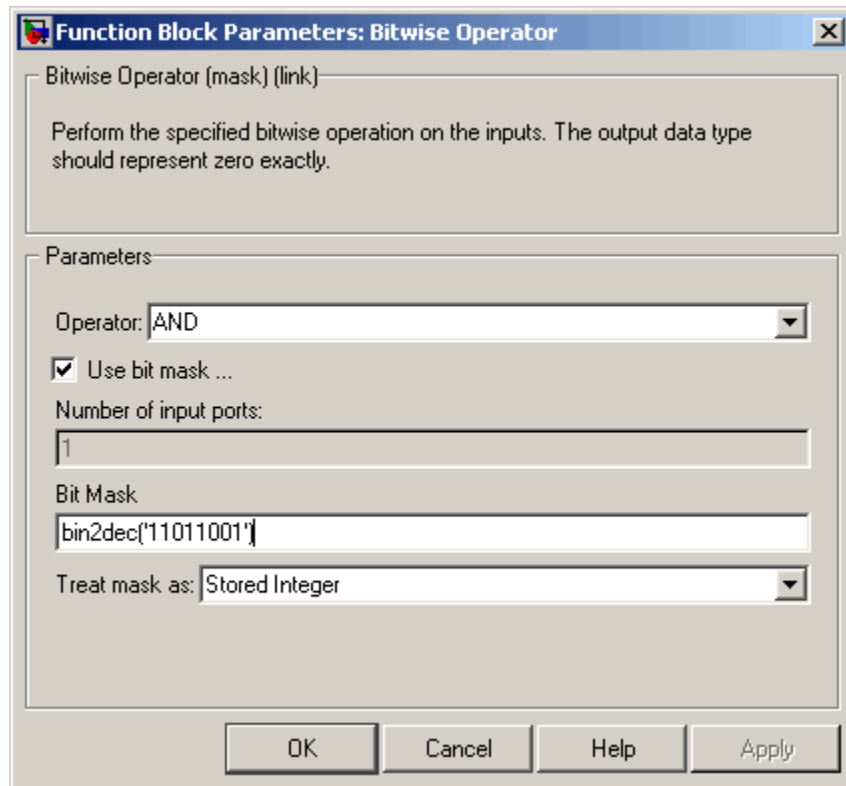 Function Block Parameters: Bitwise Operator
Bitwise Operator (mask) (link)
Perform the specified bitwise operation on the inputs. The output data type
should represent zero exactly.
Parameters
Operator: AND
Use bit mask ...
Number of input ports:
1
Bit Mask
bin2dec('11011001')
Treat mask as: Stored Integer
OK Cancel Help Apply